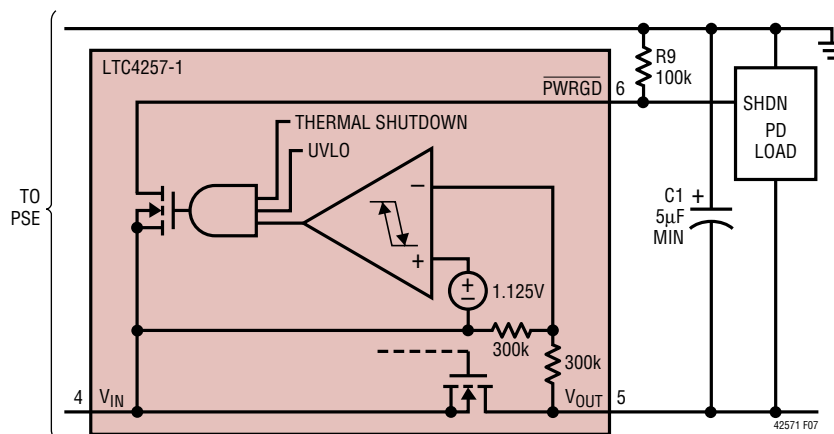 LTC4257-1
R9
100k
PWRGD
6
SHDN
PD
LOAD
THERMAL SHUTDOWN
UVLO
TO
PSE
−
+
+
−
1.125V
C1
+
5µF
MIN
300k
300k
4
VIN
VOUT
5
42571 F07